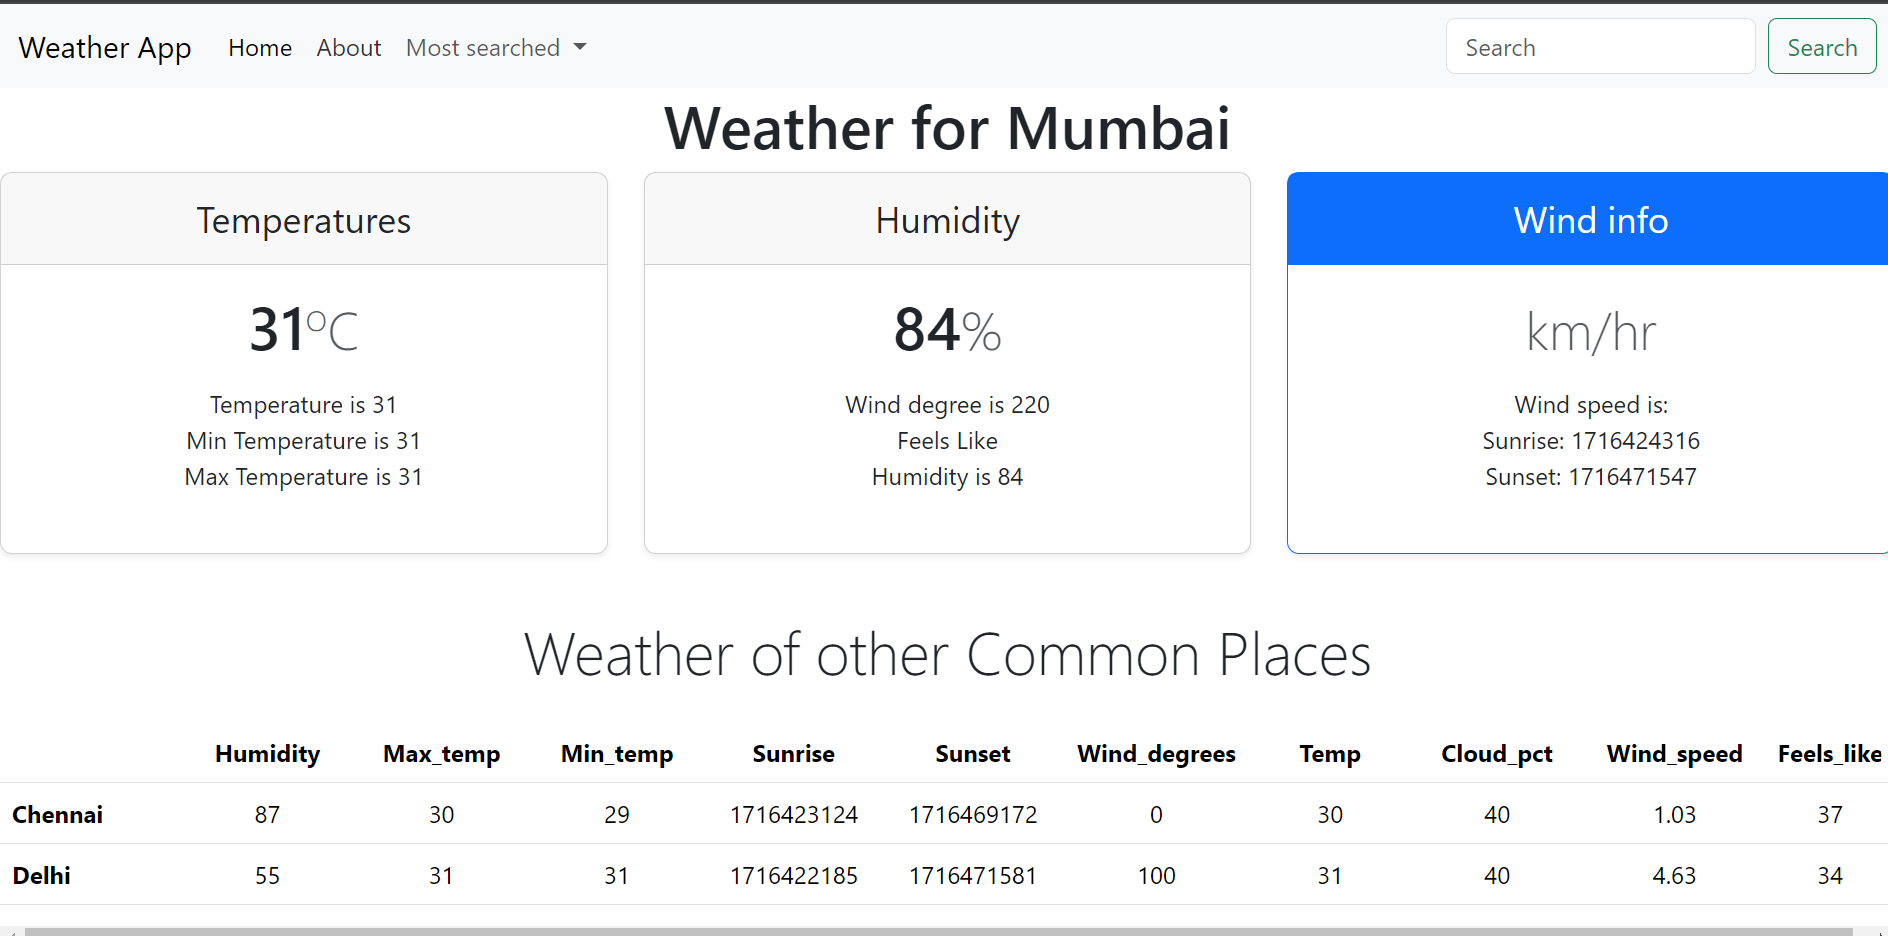 Weather App Home About Most searched Search Search
Weather for Mumbai
Temperatures
31°C
Temperature is 31
Min Temperature is 31
Max Temperature is 31
Humidity
84%
Wind degree is 220
Feels Like
Humidity is 84
Wind info
km/hr
Wind speed is:
Sunrise: 1716424316
Sunset: 1716471547
Weather of other Common Places
Humidity Max_temp Min_temp Sunrise Sunset Wind_degrees Temp Cloud_pct Wind_speed Feels_like
Chennai 87 30 29 1716423124 1716469172 0 30 40 1.03 37
Delhi 55 31 31 1716422185 1716471581 100 31 40 4.63 34